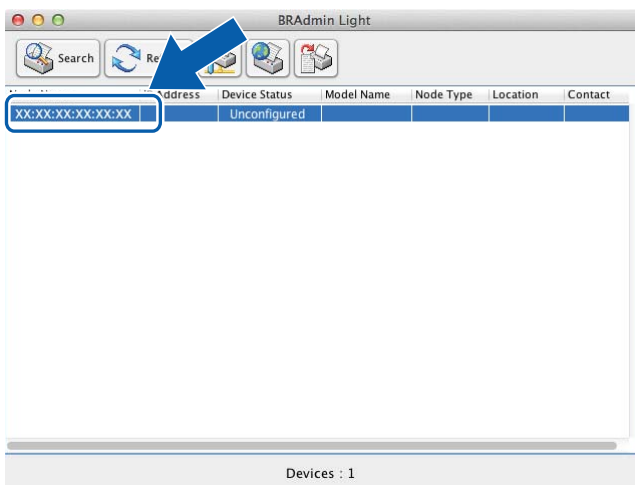 BRAdmin Light
Search
Address Device Status Model Name Node Type Location Contact
XX:XX:XX:XX:XX:XX Unconfigured
Devices : 1